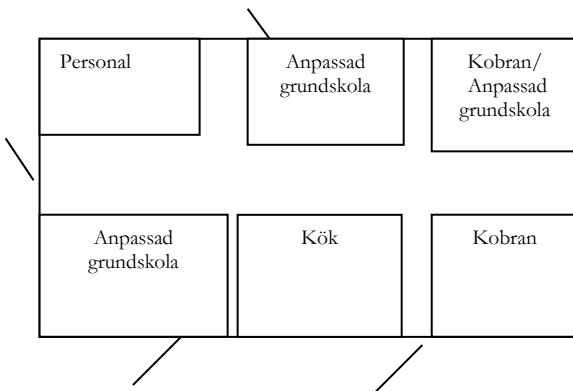 Personal
Anpassad
grundskola
Kobran/
Anpassad
grundskola
Anpassad
grundskola
Kök
Kobran